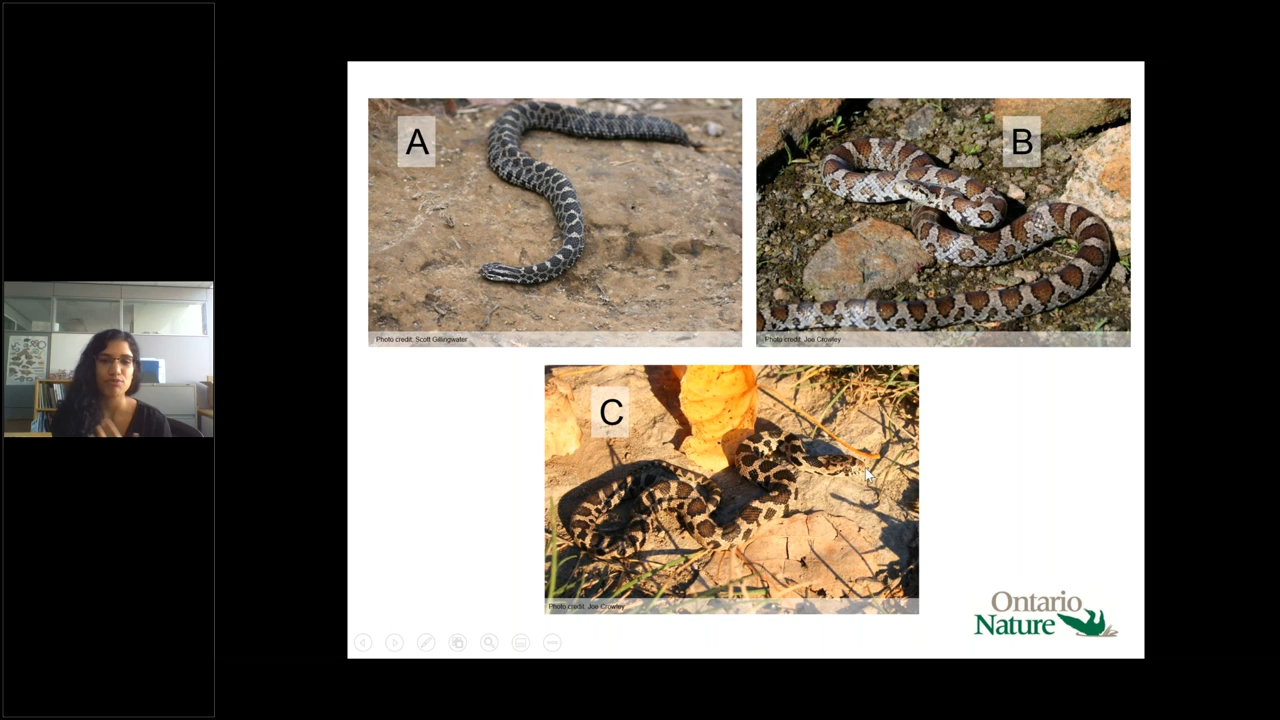 A
B
Photo credit: Scott Gillingwater
Photo credit: Joe Crowley
C
Photo credit: Joe Crowley
Ontario
Nature